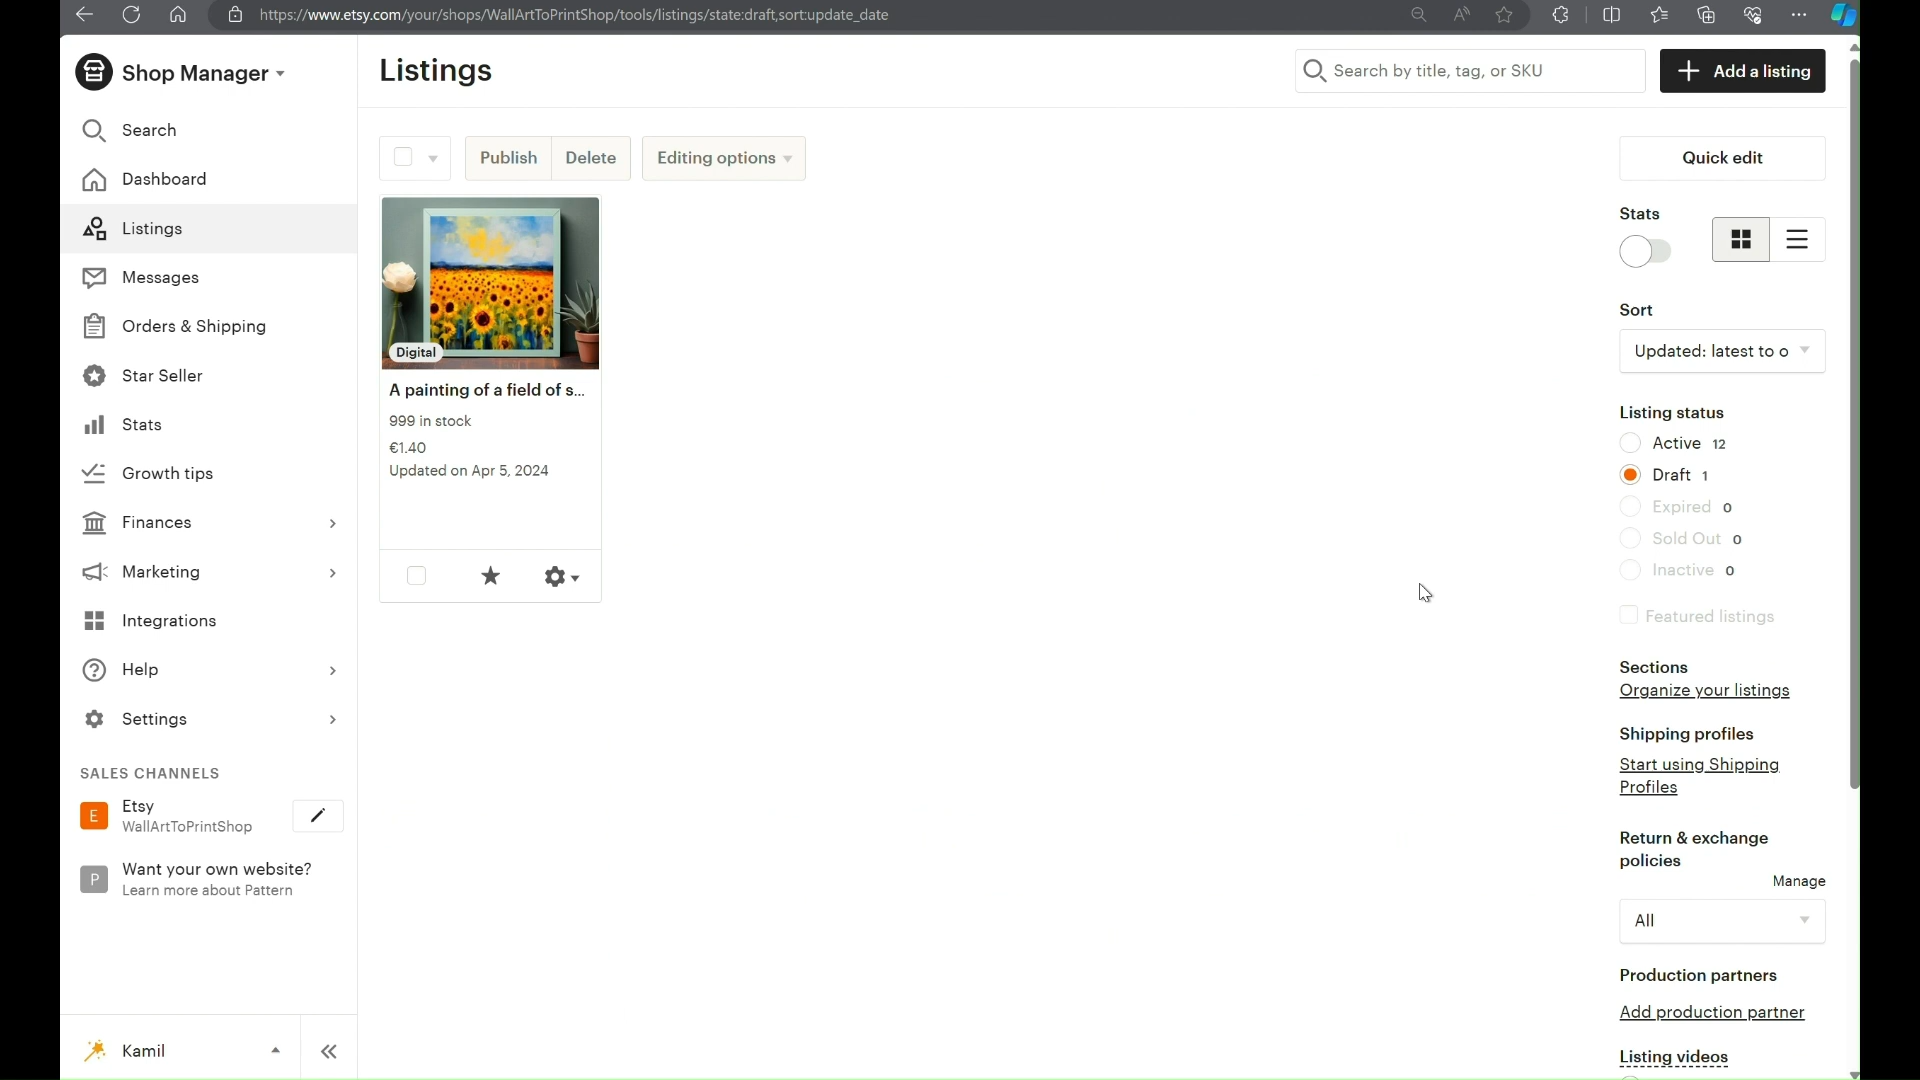 https://www.etsy.com/your/shops/WallArtToPrintShop/tools/listings/state:draft,sort:update_date
Shop Manager
Search
Dashboard
Listings
Messages
Orders & Shipping
Star Seller
Stats
Growth tips
Finances
Marketing
Integrations
Help
Settings
SALES CHANNELS
E
Etsy
WallArtToPrintShop
P
Want your own website?
Learn more about Pattern
Kamil
Listings
Search by title, tag, or SKU
Add a listing
Publish
Delete
Editing options
Digital
A painting of a field of s...
999 in stock
€1.40
Updated on Apr 5, 2024
Quick edit
Stats
Sort
Updated: latest to o
Listing status
Active 12
Draft 1
Expired 0
Sold Out 0
Inactive 0
Featured listings
Sections
Organize your listings
Shipping profiles
Start using Shipping
Profiles
Return & exchange
policies
Manage
All
Production partners
Add production partner
Listing videos